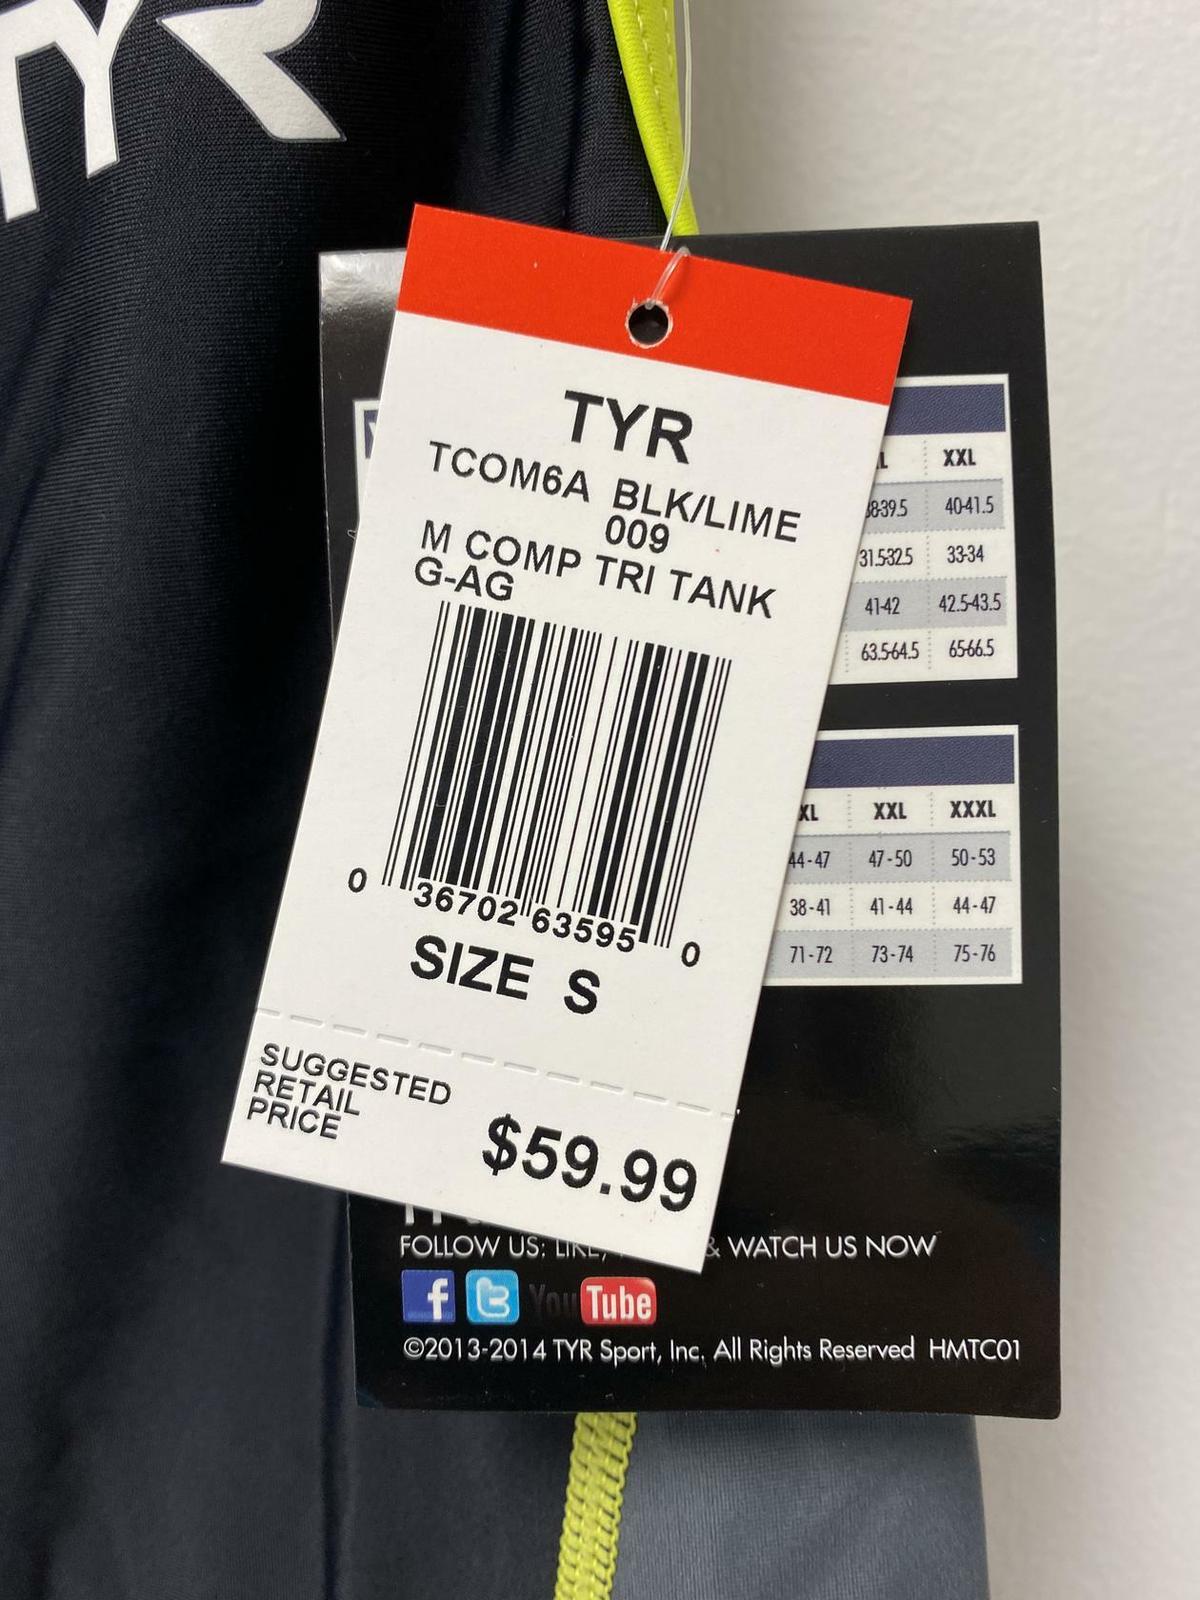 TYR
TYR
TCOM6A BLK/LIME
009
M COMP TRI TANK
G-AG
0 36702 63595 0
SIZE S
SUGGESTED
RETAIL
PRICE
$59.99
XXL
38-39.5 40-41.5
31.5-32.5 33-34
41-42 42.5-43.5
63.5-64.5 65-66.5
XL XXL XXXL
44-47 47-50 50-53
38-41 41-44 44-47
71-72 73-74 75-76
FOLLOW US: LIKE, & WATCH US NOW
f t YouTube
©2013-2014 TYR Sport, Inc. All Rights Reserved HMTC01